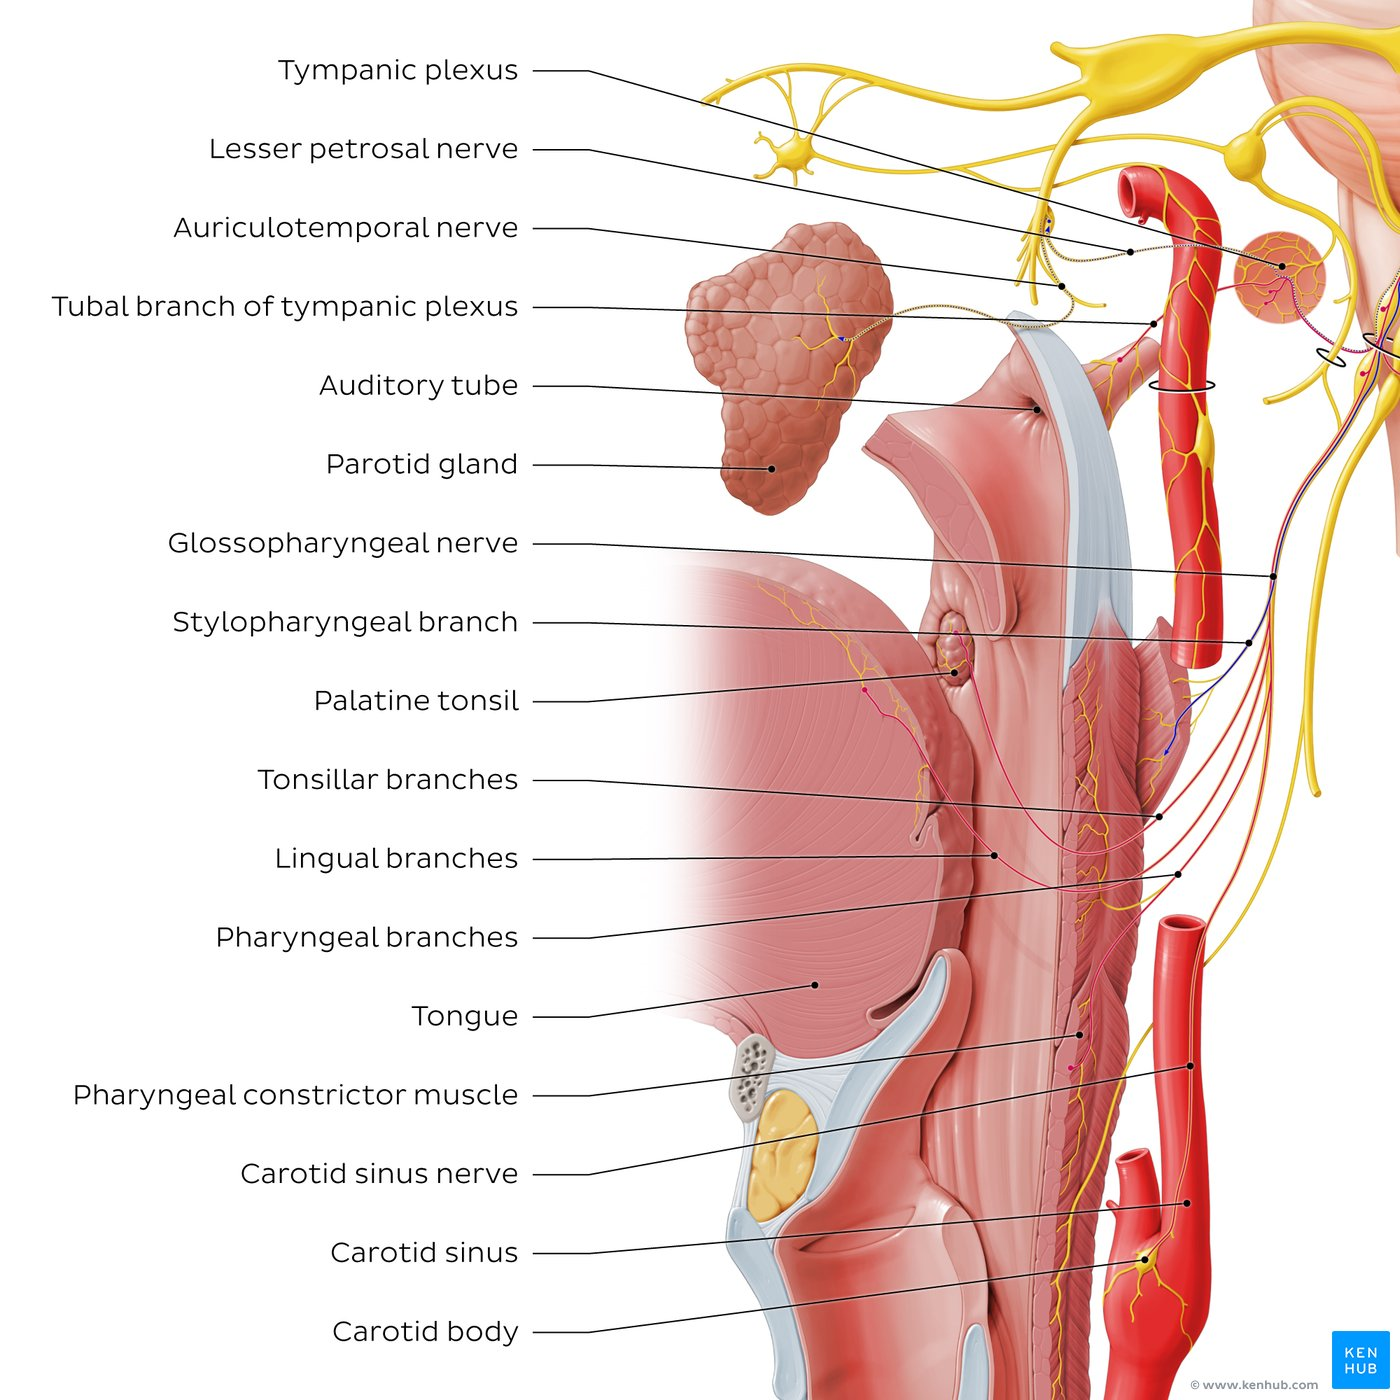 Tympanic plexus
Lesser petrosal nerve
Auriculotemporal nerve
Tubal branch of tympanic plexus
Auditory tube
Parotid gland
Glossopharyngeal nerve
Stylopharyngeal branch
Palatine tonsil
Tonsillar branches
Lingual branches
Pharyngeal branches
Tongue
Pharyngeal constrictor muscle
Carotid sinus nerve
Carotid sinus
Carotid body
KEN
HUB
© www.kenhub.com